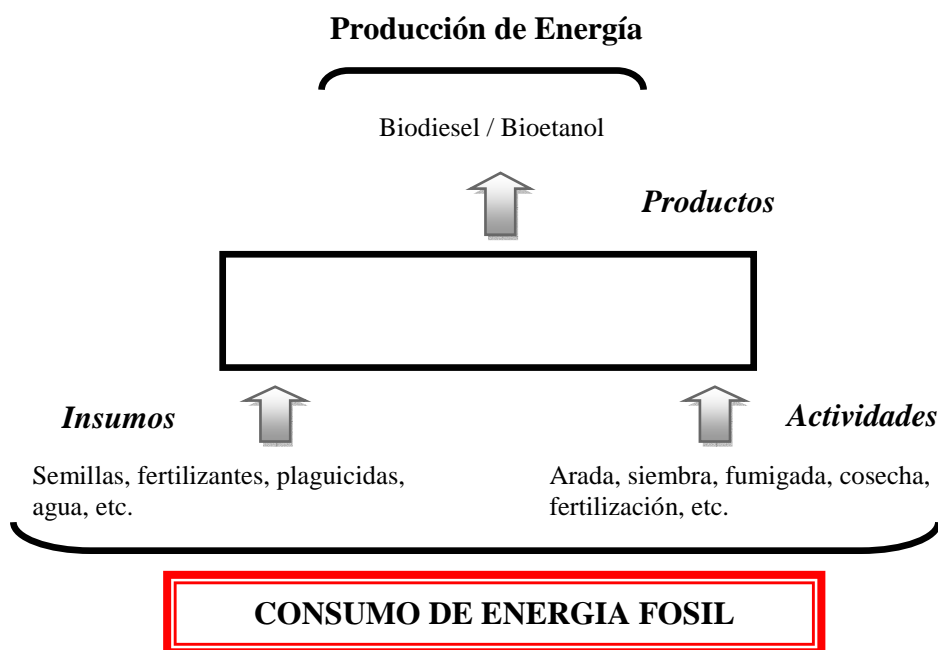 Producción de Energía
Biodiesel / Bioetanol
Productos
Insumos
Actividades
Semillas, fertilizantes, plaguicidas,
agua, etc.
Arada, siembra, fumigada, cosecha,
fertilización, etc.
CONSUMO DE ENERGIA FOSIL